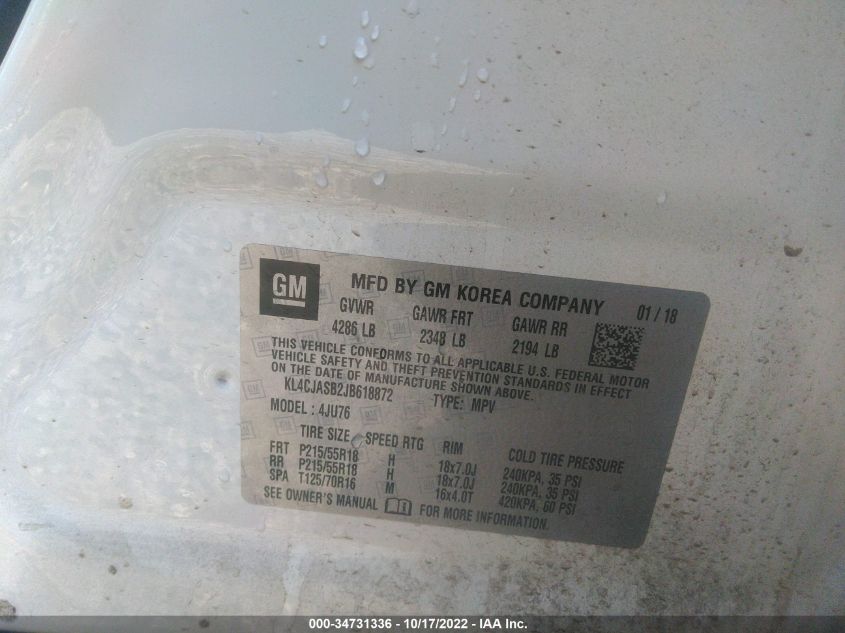 GM
MFD BY GM KOREA COMPANY 01 / 18
GVWR GAWR FRT GAWR RR
4286 LB 2348 LB 2194 LB
THIS VEHICLE CONFORMS TO ALL APPLICABLE U.S. FEDERAL MOTOR
VEHICLE SAFETY AND THEFT PREVENTION STANDARDS IN EFFECT
ON THE DATE OF MANUFACTURE SHOWN ABOVE.
KL4CJASB2JB618872 TYPE: MPV
MODEL: 4JU76
TIRE SIZE SPEED RTG RIM COLD TIRE PRESSURE
FRT P215/55R18 H 18x7.0J 240KPA, 35 PSI
RR P215/55R18 H 18x7.0J 240KPA, 35 PSI
SPA T125/70R16 M 16x4.0T 420KPA, 60 PSI
SEE OWNER'S MANUAL FOR MORE INFORMATION.
000-34731336 - 10/17/2022 - IAA Inc.